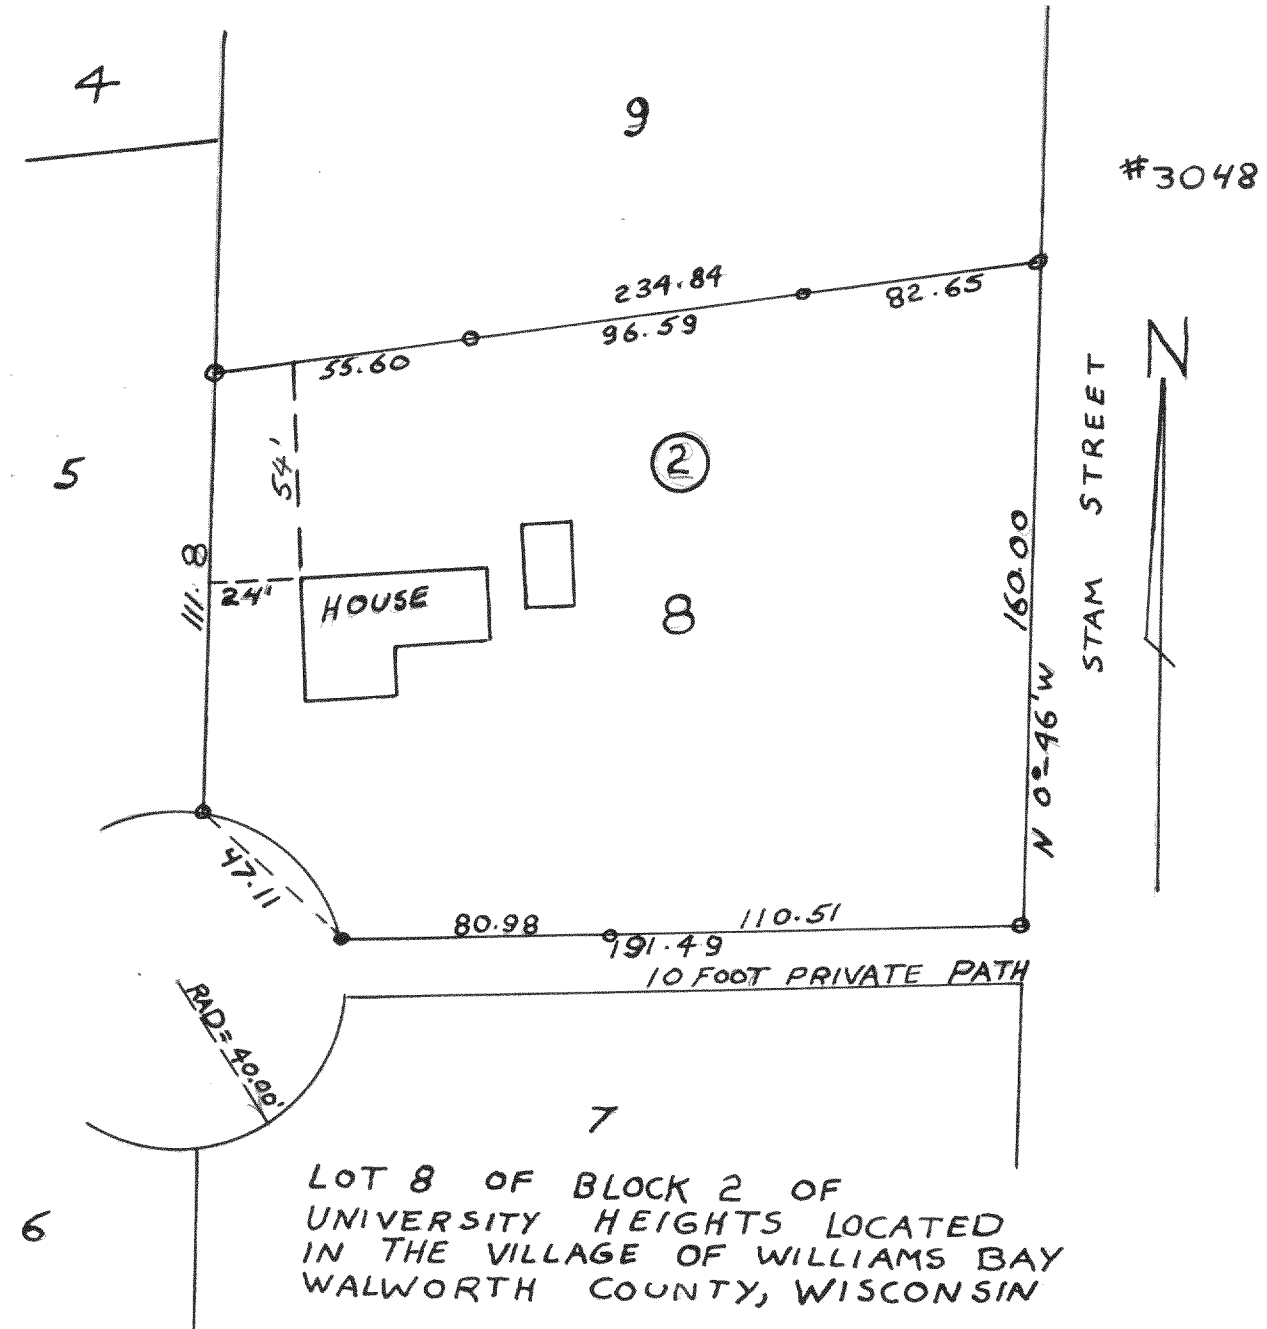 4
9
#3048
234.84
82.65
96.59
55.60
N
54'
2
5
STAM STREET
111.8
24'
HOUSE
8
160.00
N 0°-46'W
47.11
80.98
110.51
191.49
10 FOOT PRIVATE PATH
RAD=40.00'
7
LOT 8 OF BLOCK 2 OF
UNIVERSITY HEIGHTS LOCATED
IN THE VILLAGE OF WILLIAMS BAY
WALWORTH COUNTY, WISCONSIN
6